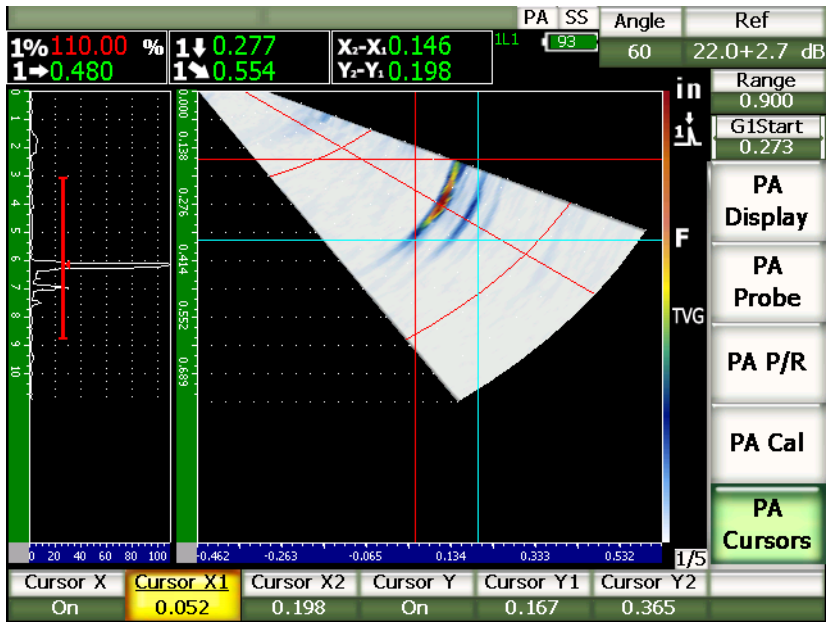 PA SS Angle Ref
1% 110.00 % 1⬇ 0.277 X₂-X₁ 0.146 1L1 93 60 22.0+2.7 dB
1➡0.480 1⬊ 0.554 Y₂-Y₁ 0.198
in
Range
0.900
G1Start
0.273
PA
Display
F
PA
Probe
TVG
PA P/R
PA Cal
PA
Cursors
0 1 2 3 4 5 6 7 8 9 10
0.000 0.138 0.276 0.414 0.552 0.689
0 20 40 60 80 100
-0.462 -0.263 -0.065 0.134 0.333 0.532 1/5
Cursor X Cursor X1 Cursor X2 Cursor Y Cursor Y1 Cursor Y2
On 0.052 0.198 On 0.167 0.365